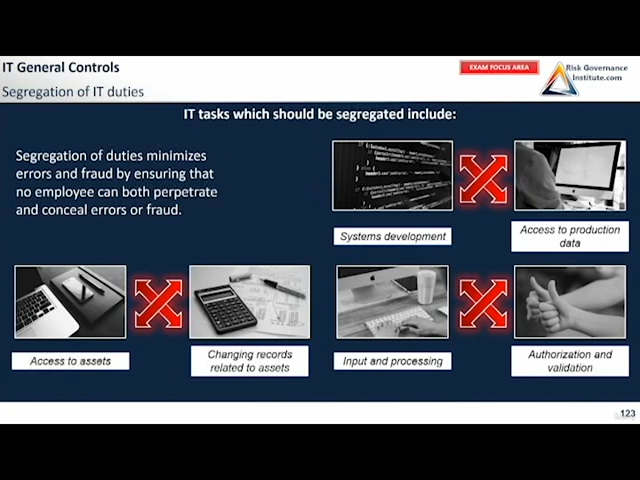 IT General Controls
EXAM FOCUS AREA
Risk Governance
Institute.com
Segregation of IT duties
IT tasks which should be segregated include:
Segregation of duties minimizes
errors and fraud by ensuring that
no employee can both perpetrate
and conceal errors or fraud.
Systems development
Access to production
data
Access to assets
Changing records
related to assets
Input and processing
Authorization and
validation
123